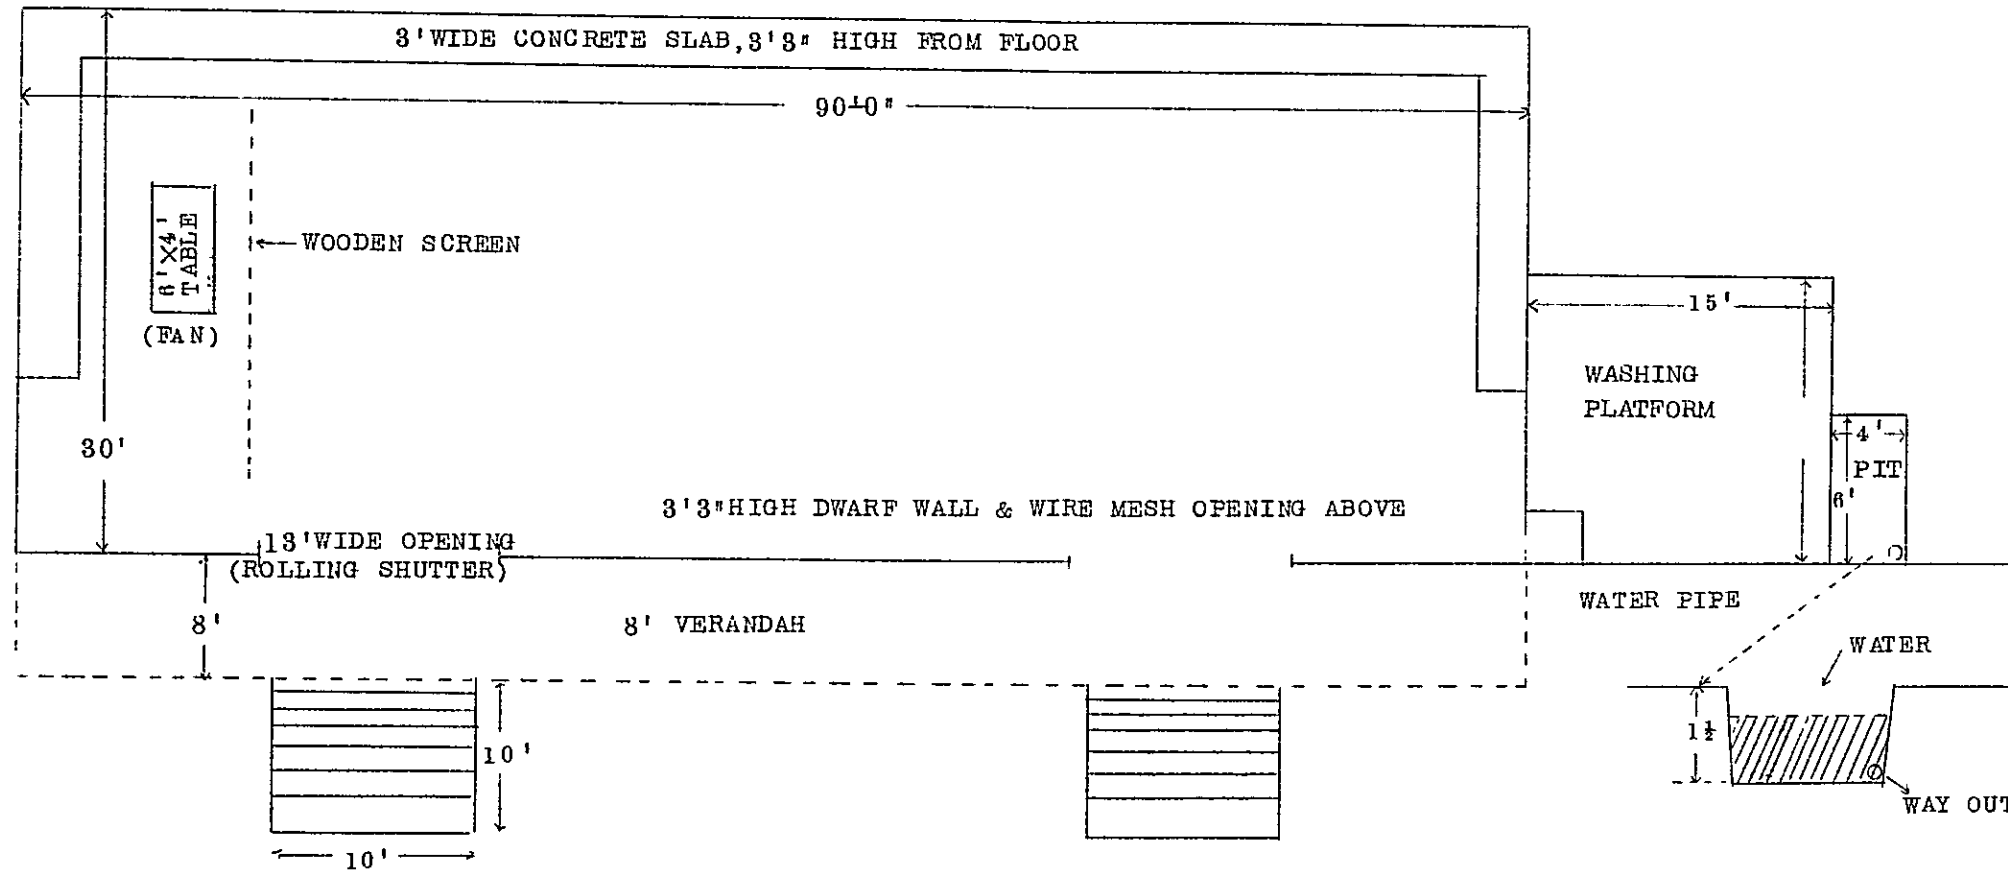 3'WIDE CONCRETE SLAB,3'3" HIGH FROM FLOOR
90'-0"
6'X4'
TABLE
(FAN)
WOODEN SCREEN
15'
WASHING
PLATFORM
4'
PIT
6'
30'
3'3"HIGH DWARF WALL & WIRE MESH OPENING ABOVE
13'WIDE OPENING
(ROLLING SHUTTER)
8'
8' VERANDAH
WATER PIPE
WATER
1½
WAY OUT
10'
10'